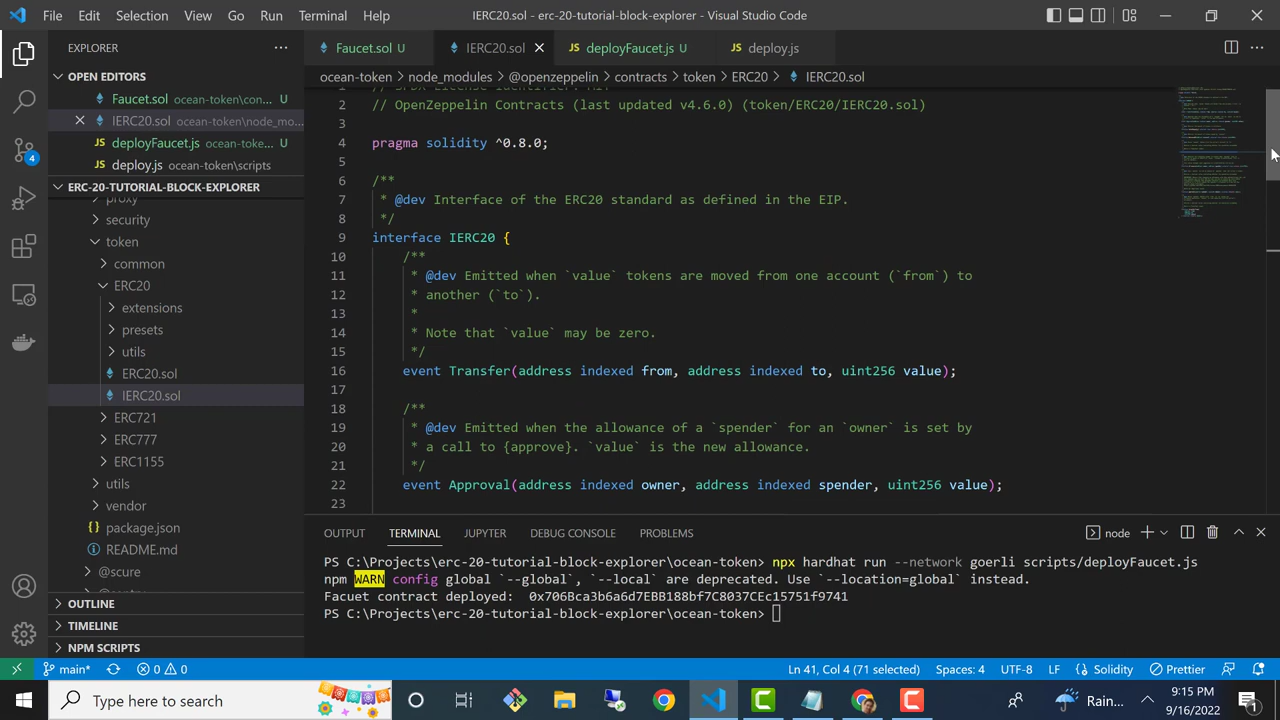 File Edit Selection View Go Run Terminal Help
IERC20.sol - erc-20-tutorial-block-explorer - Visual Studio Code
EXPLORER
OPEN EDITORS
Faucet.sol ocean-token\con... U
IERC20.sol ocean-token\node_mo...
deployFaucet.js ocean-toke... U
deploy.js ocean-token\scripts
ERC-20-TUTORIAL-BLOCK-EXPLORER
proxy
security
token
common
ERC20
extensions
presets
utils
ERC20.sol
IERC20.sol
ERC721
ERC777
ERC1155
utils
vendor
package.json
README.md
@scure
OUTLINE
TIMELINE
NPM SCRIPTS
4
Faucet.sol U
IERC20.sol
JS deployFaucet.js U
JS deploy.js
ocean-token > node_modules > @openzeppelin > contracts > token > ERC20 > IERC20.sol
// OpenZeppelin Contracts (last updated v4.6.0) (token/ERC20/IERC20.sol)
3
4 pragma solidity ^0.8.0;
5
6 /**
7 * @dev Interface of the ERC20 standard as defined in the EIP.
8 */
9 interface IERC20 {
10 /**
11 * @dev Emitted when `value` tokens are moved from one account (`from`) to
12 * another (`to`).
13 *
14 * Note that `value` may be zero.
15 */
16 event Transfer(address indexed from, address indexed to, uint256 value);
17
18 /**
19 * @dev Emitted when the allowance of a `spender` for an `owner` is set by
20 * a call to {approve}. `value` is the new allowance.
21 */
22 event Approval(address indexed owner, address indexed spender, uint256 value);
23
OUTPUT TERMINAL JUPYTER DEBUG CONSOLE PROBLEMS
node
PS C:\Projects\erc-20-tutorial-block-explorer\ocean-token> npx hardhat run --network goerli scripts/deployFaucet.js
npm WARN config global `--global`, `--local` are deprecated. Use `--location=global` instead.
Facuet contract deployed: 0x706Bca3b6a6d7EBB188bf7C8037CEc15751f9741
PS C:\Projects\erc-20-tutorial-block-explorer\ocean-token>
main* 0 0
Ln 41, Col 4 (71 selected) Spaces: 4 UTF-8 LF Solidity Prettier
Type here to search
Rain...
9:15 PM
9/16/2022
1